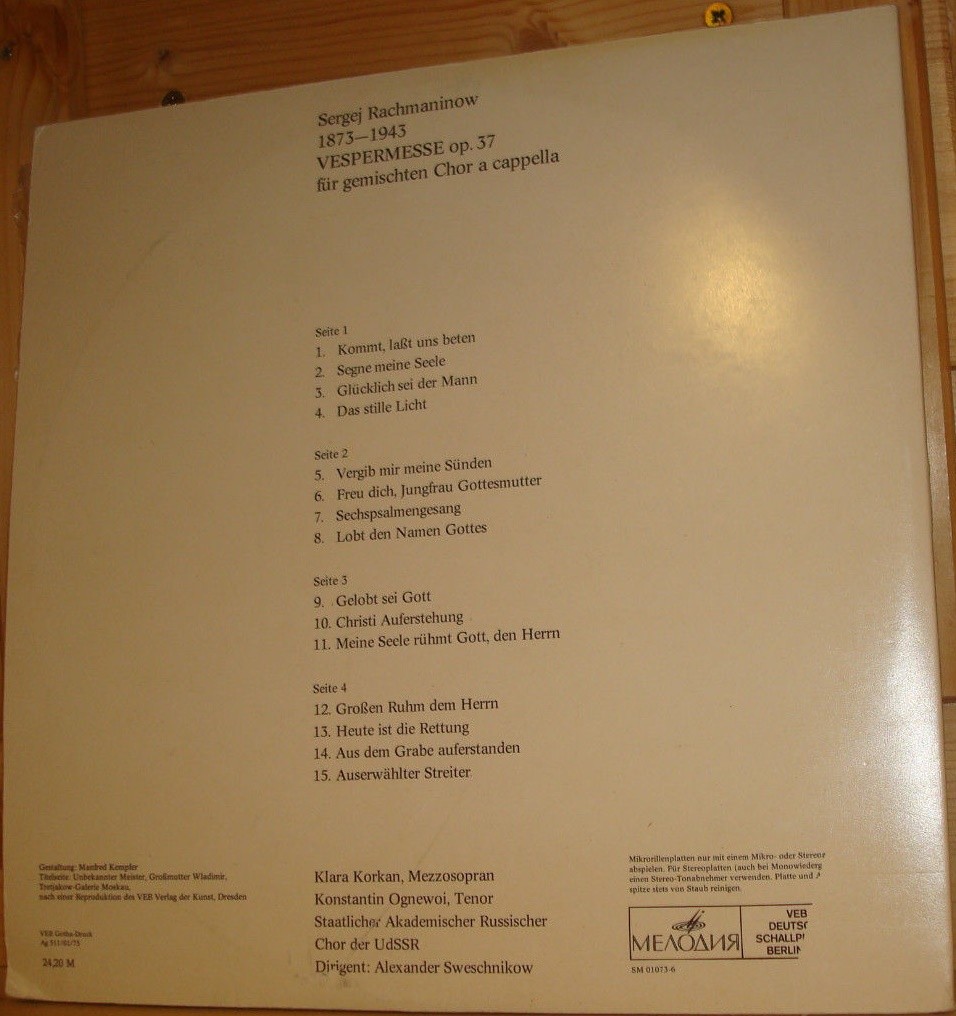 Sergej Rachmaninow
1873—1943
VESPERMESSE op. 37
für gemischten Chor a cappella
Seite 1
1. Kommt, laßt uns beten
2. Segne meine Seele
3. Glücklich sei der Mann
4. Das stille Licht
Seite 2
5. Vergib mir meine Sünden
6. Freu dich, Jungfrau Gottesmutter
7. Sechspsalmengesang
8. Lobt den Namen Gottes
Seite 3
9. Gelobt sei Gott
10. Christi Auferstehung
11. Meine Seele rühmt Gott, den Herrn
Seite 4
12. Großen Ruhm dem Herrn
13. Heute ist die Rettung
14. Aus dem Grabe auferstanden
15. Auserwählter Streiter
Gestaltung: Manfred Kempfer
Titelseite: Unbekannter Meister, Großmutter Wladimir,
Tretjakow-Galerie Moskau,
nach einer Reproduktion des VEB Verlag der Kunst, Dresden
VEB Gotha-Druck
Ag 511/01/75
24,20 M
Klara Korkan, Mezzosopran
Konstantin Ognewoi, Tenor
Staatlicher Akademischer Russischer
Chor der UdSSR
Dirigent: Alexander Sweschnikow
Mikrorillenplatten nur mit einem Mikro- oder Stereor
abspielen. Für Stereoplatten (auch bei Monowiederg
einen Stereo-Tonabnehmer verwenden. Platte und
spitze stets von Staub reinigen.
МЕЛОДИЯ
VEB
DEUTSC
SCHALLP
BERLIN
SM 01073-6